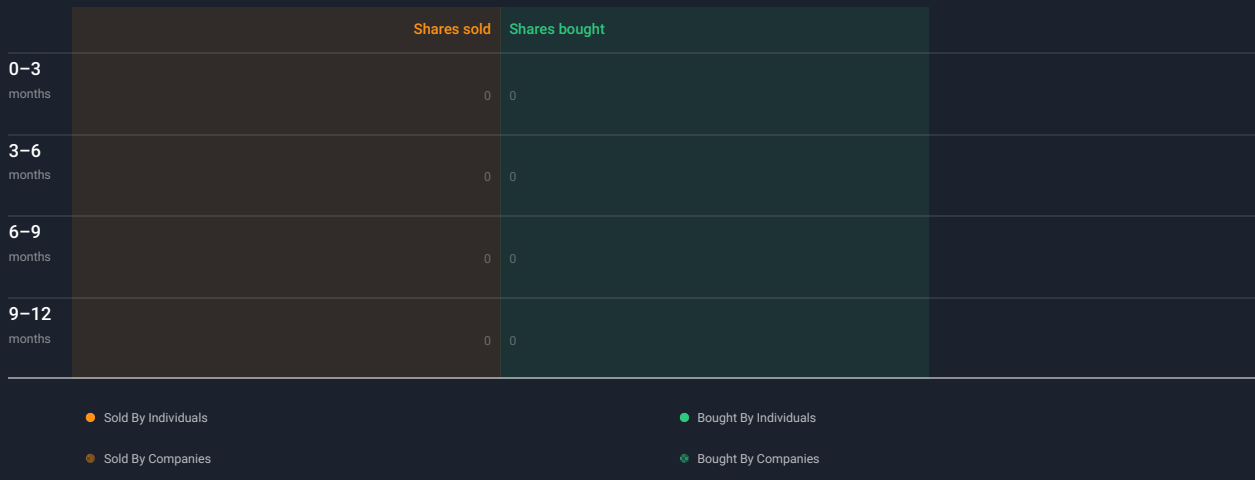 Shares sold Shares bought
0–3
months
0 0
3–6
months
0 0
6–9
months
0 0
9–12
months
0 0
Sold By Individuals Bought By Individuals
Sold By Companies Bought By Companies